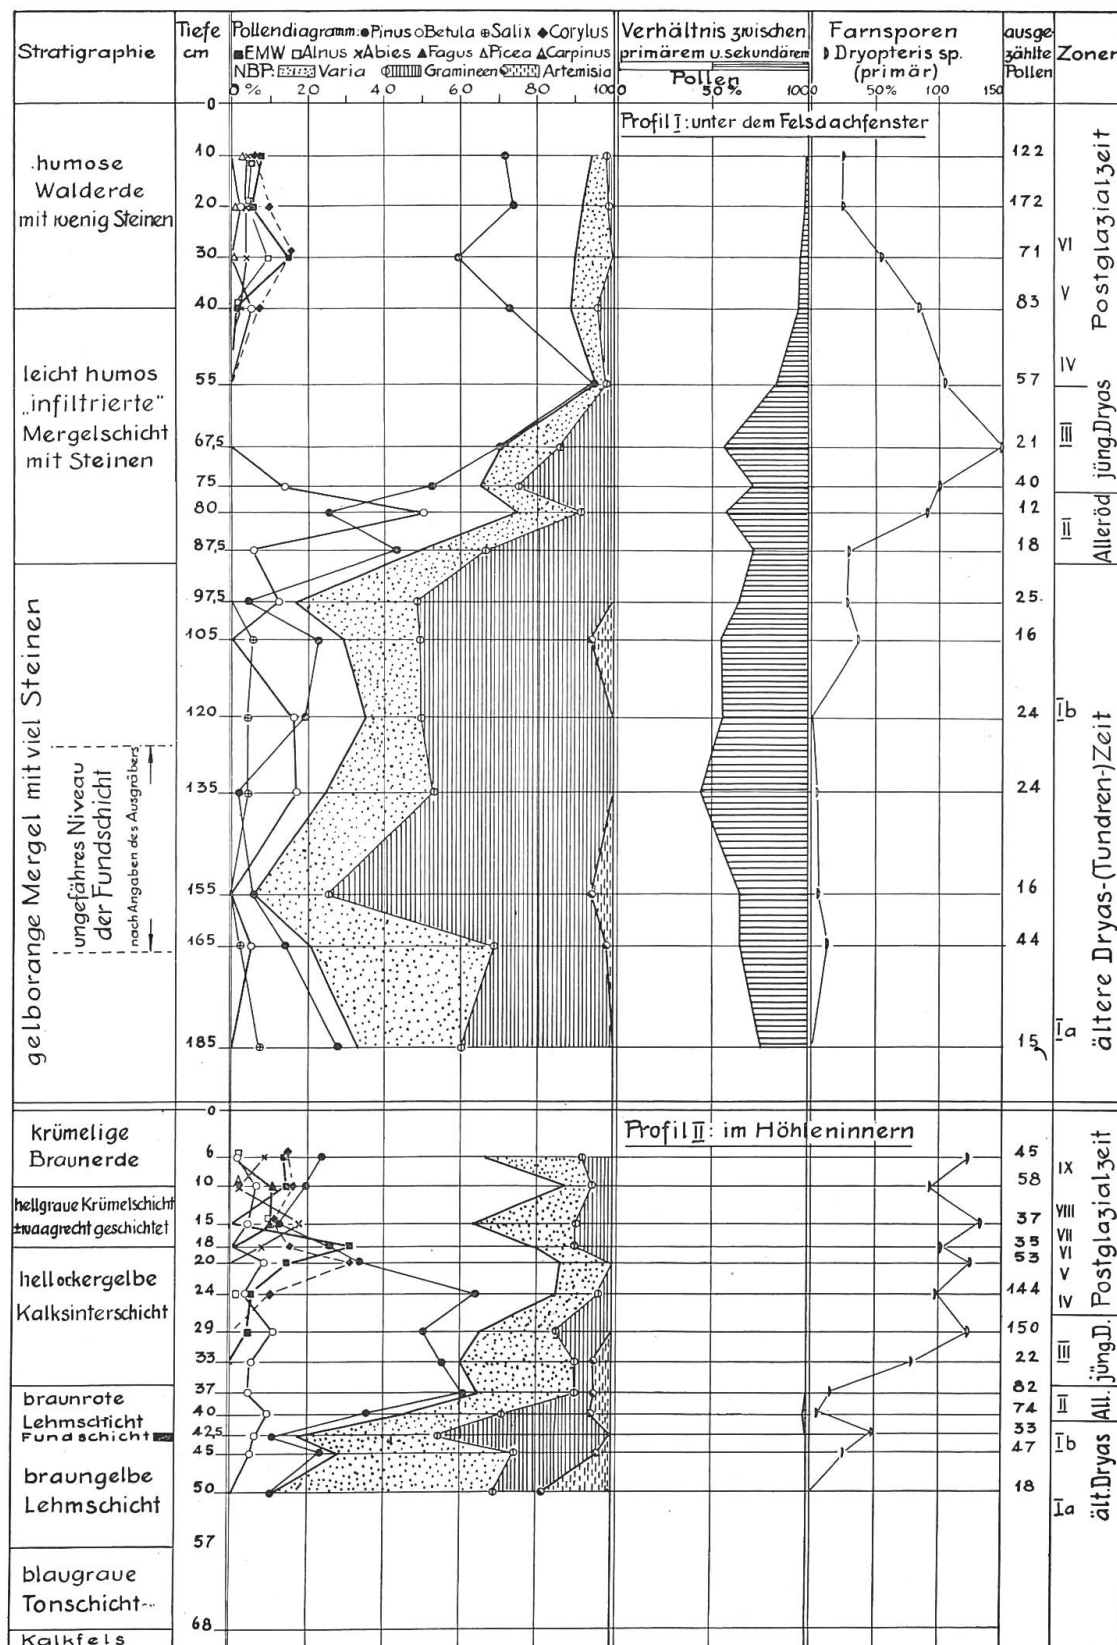 Stratigraphie
Tiefe
cm
Pollendiagramm: Pinus Betula Salix Corylus
EMW Alnus Abies Fagus Picea Carpinus
NBP: Varia Gramineen Artemisia
0 % 20 40 60 80 100
Verhältnis zwischen
primärem u. sekundärem
Pollen
0 50% 100
Farnsporen
Dryopteris sp.
(primär)
0 50% 100 150
ausge-
zählte
Pollen
Zonen
0
Profil I: unter dem Felsdachfenster
humose
Walderde
mit wenig Steinen
leicht humos
„infiltrierte"
Mergelschicht
mit Steinen
gelborange Mergel mit viel Steinen
ungefähres Niveau
der Fundschicht
nach Angaben des Ausgräbers
10
20
30
40
55
67,5
75
80
87,5
97,5
105
120
135
155
165
185
122
172
71
83
57
21
40
12
18
25
16
24
24
16
44
15
VI
V
IV
III
II
Ib
Ia
Postglazialzeit
jüng. Dryas
Alleröd
ältere Dryas-(Tundren-)Zeit
0
Profil II: im Höhleninnern
krümelige
Braunerde
hellgraue Krümelschicht
±waagrecht geschichtet
hellockergelbe
Kalksinterschicht
braunrote
Lehmschicht
Fundschicht
braungelbe
Lehmschicht
blaugraue
Tonschicht
Kalkfels
6
10
15
18
20
24
29
33
37
40
42,5
45
50
57
68
45
58
37
35
53
144
150
22
82
74
33
47
18
IX
VIII
VII
VI
V
IV
III
II
Ib
Ia
Postglazialzeit
jüng. D.
All.
ält. Dryas